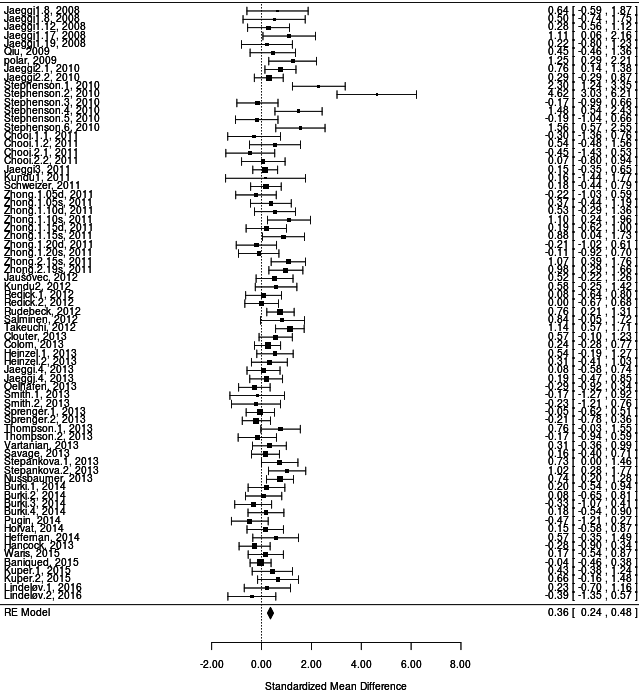 Jaeggi1.8, 2008 0.64 [ -0.59 , 1.87 ]
Jaeggi1.8, 2008 0.50 [ -0.74 , 1.75 ]
Jaeggi1.12, 2008 0.28 [ -0.56 , 1.12 ]
Jaeggi1.17, 2008 1.11 [ 0.06 , 2.16 ]
Jaeggi1.19, 2008 0.22 [ -0.80 , 1.23 ]
Qiu, 2009 0.45 [ -0.46 , 1.36 ]
polar, 2009 1.25 [ 0.29 , 2.21 ]
Jaeggi2.1, 2010 0.76 [ 0.14 , 1.38 ]
Jaeggi2.2, 2010 0.29 [ -0.29 , 0.87 ]
Stephenson.1, 2010 2.30 [ 1.24 , 3.35 ]
Stephenson.2, 2010 4.62 [ 3.03 , 6.21 ]
Stephenson.3, 2010 -0.17 [ -0.99 , 0.66 ]
Stephenson.4, 2010 1.48 [ 0.54 , 2.43 ]
Stephenson.5, 2010 -0.19 [ -1.04 , 0.66 ]
Stephenson.6, 2010 1.56 [ 0.57 , 2.55 ]
Chooi.1.1, 2011 -0.30 [ -1.36 , 0.76 ]
Chooi.1.2, 2011 0.54 [ -0.48 , 1.56 ]
Chooi.2.1, 2011 -0.45 [ -1.43 , 0.53 ]
Chooi.2.2, 2011 0.07 [ -0.80 , 0.94 ]
Jaeggi3, 2011 0.15 [ -0.35 , 0.65 ]
Kundu1, 2011 0.16 [ -1.44 , 1.77 ]
Schweizer, 2011 0.18 [ -0.44 , 0.79 ]
Zhong.1.05d, 2011 -0.22 [ -1.03 , 0.59 ]
Zhong.1.05s, 2011 0.37 [ -0.44 , 1.19 ]
Zhong.1.10d, 2011 0.53 [ -0.29 , 1.36 ]
Zhong.1.10s, 2011 1.10 [ 0.24 , 1.96 ]
Zhong.1.15d, 2011 0.19 [ -0.62 , 1.00 ]
Zhong.1.15s, 2011 0.88 [ 0.04 , 1.73 ]
Zhong.1.20d, 2011 -0.21 [ -1.02 , 0.61 ]
Zhong.1.20s, 2011 -0.11 [ -0.92 , 0.70 ]
Zhong.2.15s, 2011 1.07 [ 0.39 , 1.76 ]
Zhong.2.19s, 2011 0.98 [ 0.29 , 1.66 ]
Jausovec, 2012 0.52 [ -0.22 , 1.26 ]
Kundu2, 2012 0.58 [ -0.25 , 1.42 ]
Redick.1, 2012 0.08 [ -0.64 , 0.80 ]
Redick.2, 2012 0.00 [ -0.67 , 0.68 ]
Rudebeck, 2012 0.76 [ 0.21 , 1.31 ]
Salminen, 2012 0.84 [ -0.05 , 1.72 ]
Takeuchi, 2012 1.14 [ 0.57 , 1.71 ]
Clouter, 2013 0.57 [ -0.10 , 1.23 ]
Colom, 2013 0.24 [ -0.28 , 0.77 ]
Heinzel.1, 2013 0.54 [ -0.19 , 1.27 ]
Heinzel.2, 2013 0.31 [ -0.41 , 1.03 ]
Jaeggi.4, 2013 0.08 [ -0.58 , 0.74 ]
Jaeggi.4, 2013 0.19 [ -0.47 , 0.85 ]
Oelhafen, 2013
Smith.1, 2013 -0.17 [ -1.27 , 0.92 ]
Smith.2, 2013 -0.23 [ -1.21 , 0.76 ]
Sprenger.1, 2013 -0.05 [ -0.62 , 0.51 ]
Sprenger.2, 2013 -0.21 [ -0.78 , 0.36 ]
Thompson.1, 2013 0.76 [ -0.03 , 1.55 ]
Thompson.2, 2013 -0.17 [ -0.94 , 0.59 ]
Vartanian, 2013 0.31 [ -0.36 , 0.99 ]
Savage, 2013 0.16 [ -0.40 , 0.71 ]
Stepankova.1, 2013 0.73 [ 0.00 , 1.46 ]
Stepankova.2, 2013 1.02 [ 0.28 , 1.77 ]
Nussbaumer, 2013 0.74 [ 0.20 , 1.28 ]
Burki.1, 2014 0.20 [ -0.54 , 0.94 ]
Burki.2, 2014 0.08 [ -0.65 , 0.81 ]
Burki.3, 2014 -0.33 [ -1.07 , 0.41 ]
Burki.4, 2014 0.18 [ -0.54 , 0.90 ]
Pugin, 2014 -0.47 [ -1.21 , 0.27 ]
Horvat, 2014 0.15 [ -0.58 , 0.87 ]
Heffernan, 2014 0.57 [ -0.35 , 1.49 ]
Hancock, 2013 -0.28 [ -0.90 , 0.34 ]
Waris, 2015 0.17 [ -0.54 , 0.87 ]
Baniqued, 2015 -0.04 [ -0.46 , 0.38 ]
Kuper.1, 2015 0.43 [ -0.38 , 1.24 ]
Kuper.2, 2015 0.66 [ -0.16 , 1.48 ]
Lindeløv.1, 2016 0.23 [ -0.70 , 1.16 ]
Lindeløv.2, 2016 -0.39 [ -1.35 , 0.57 ]
RE Model 0.36 [ 0.24 , 0.48 ]
-2.00 0.00 2.00 4.00 6.00 8.00
Standardized Mean Difference